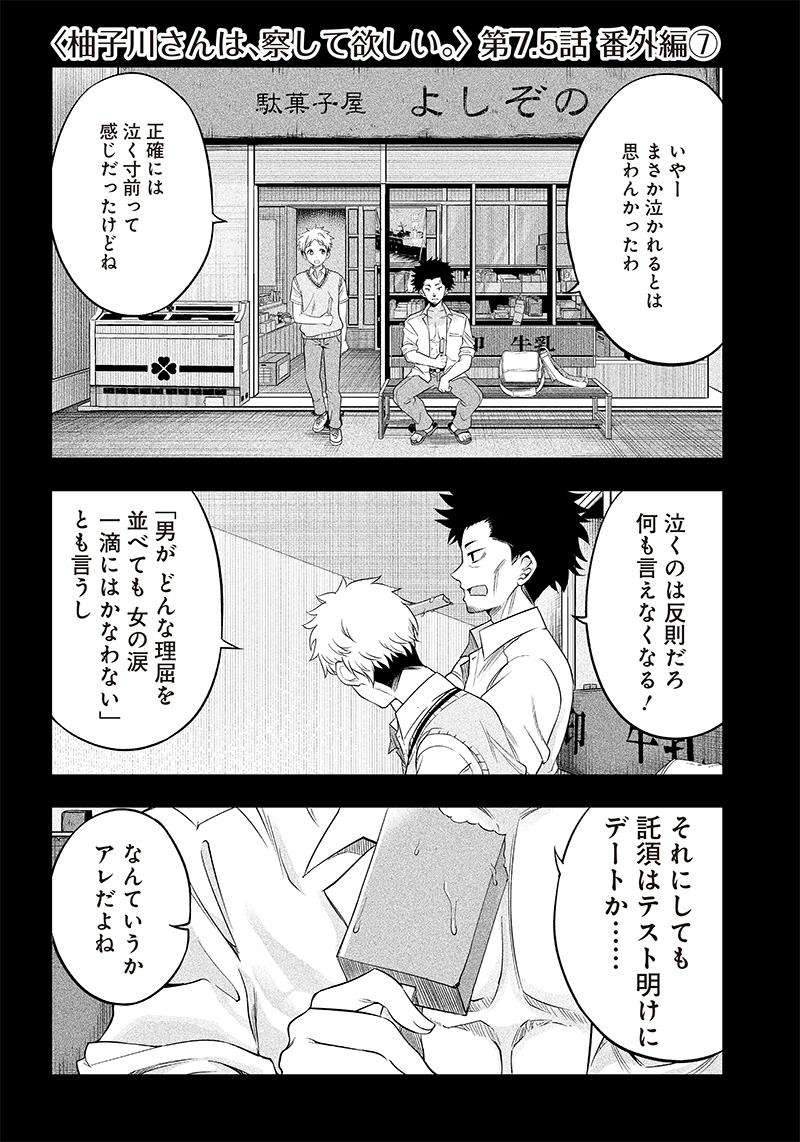 〈柚子川さんは、察して欲しい。〉 第7.5話 番外編⑦
駄菓子屋 よしぞの
いやー
まさか泣かれるとは
思わんかったわ
正確には
泣く寸前って
感じだったけどね
牛乳
泣くのは反則だろ
何も言えなくなる！
「男が どんな理屈を
並べても 女の涙
一滴にはかなわない」
とも言うし
牛乳
それにしても
託須はテスト明けに
デートか……
なんていうか
アレだよね